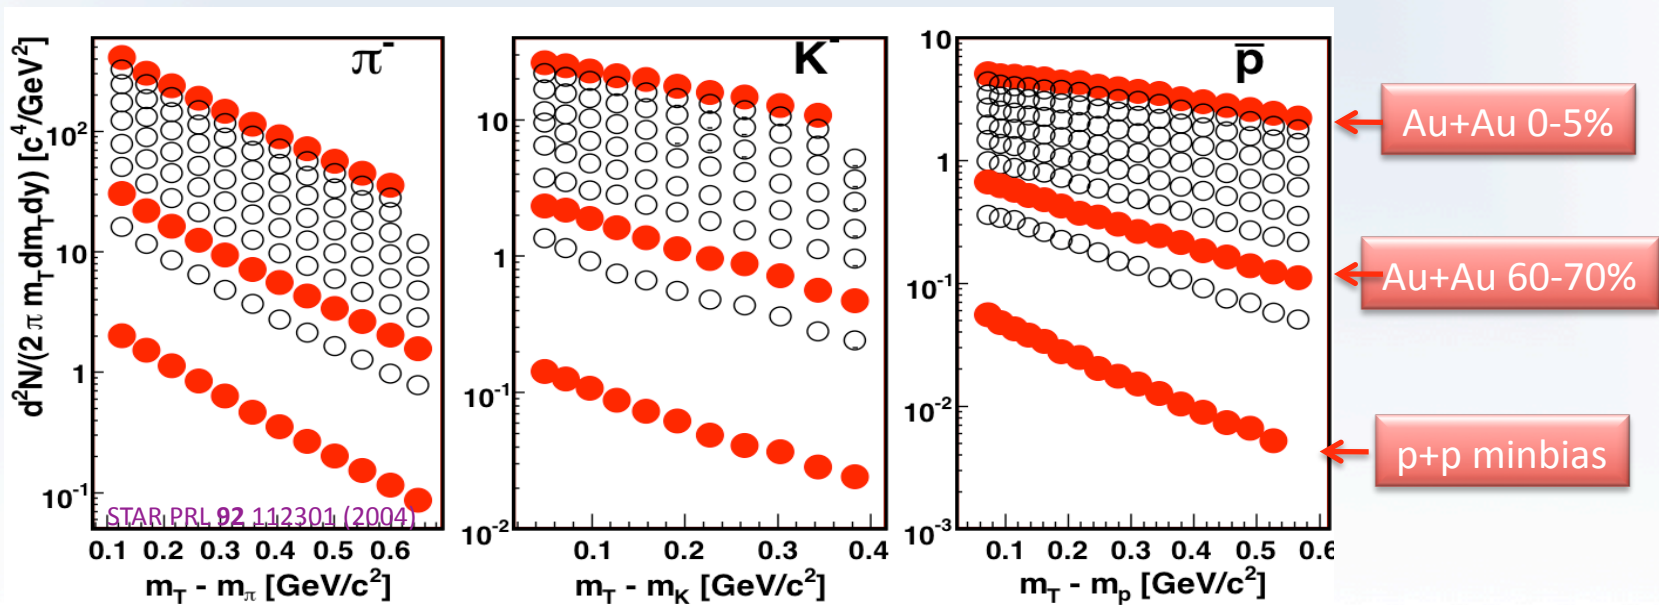 d²N/(2 π m_T dm_T dy) [c⁴/GeV²]
π⁻
10²
10
1
10⁻¹
STAR PRL 92 112301 (2004)
0.1 0.2 0.3 0.4 0.5 0.6
m_T - m_π [GeV/c²]
K⁻
10
1
10⁻¹
10⁻²
0.1 0.2 0.3 0.4
m_T - m_K [GeV/c²]
p̅
10
1
10⁻¹
10⁻²
10⁻³
0.1 0.2 0.3 0.4 0.5 0.6
m_T - m_p [GeV/c²]
Au+Au 0-5%
Au+Au 60-70%
p+p minbias